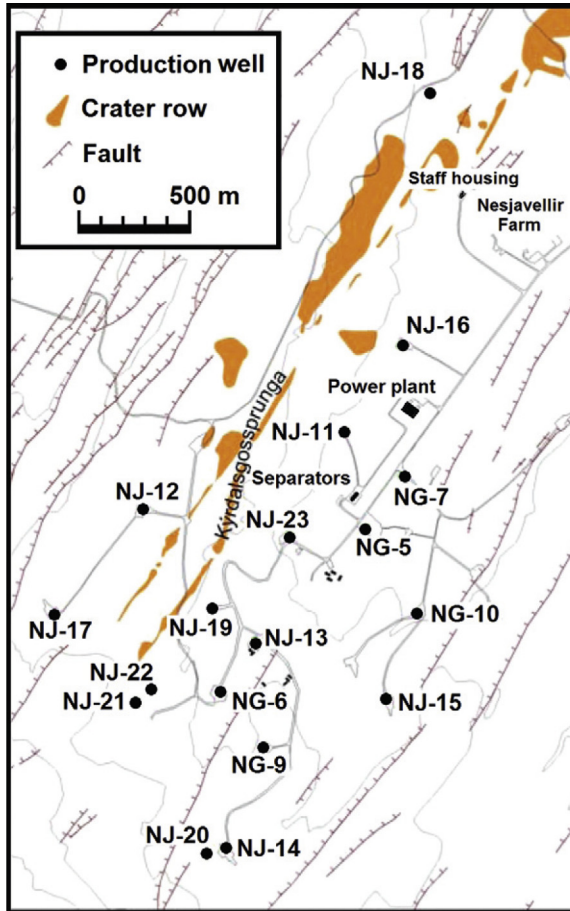 Production well
Crater row
Fault
0 500 m
NJ-18
Staff housing
Nesjavellir
Farm
NJ-16
Power plant
NJ-11
Kýrdalsgossprunga
Separators
NG-7
NJ-12
NJ-23
NG-5
NJ-17
NJ-19
NG-10
NJ-13
NJ-22
NJ-21
NG-6
NJ-15
NG-9
NJ-20
NJ-14